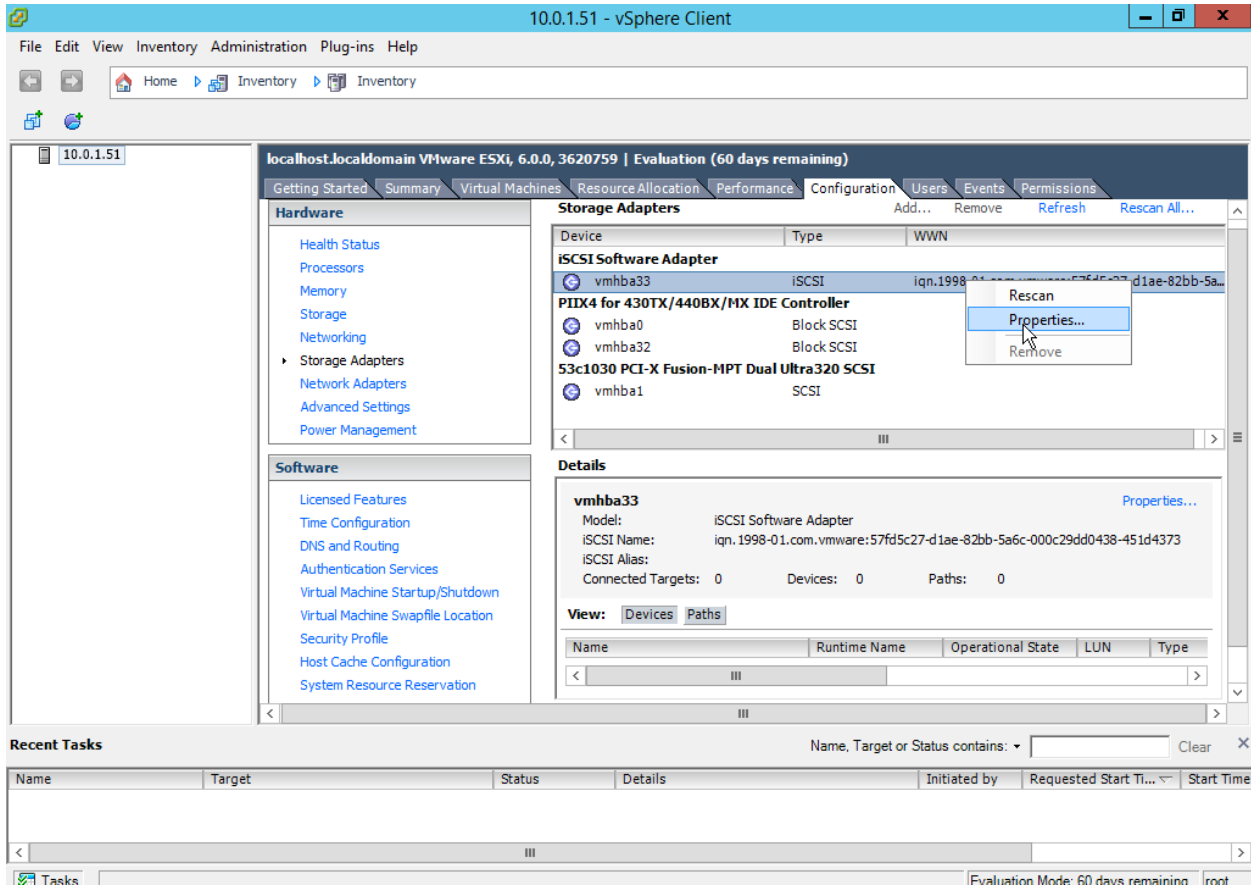 10.0.1.51 - vSphere Client
File Edit View Inventory Administration Plug-ins Help
Home Inventory Inventory
10.0.1.51
localhost.localdomain VMware ESXi, 6.0.0, 3620759 | Evaluation (60 days remaining)
Getting Started Summary Virtual Machines Resource Allocation Performance Configuration Users Events Permissions
Hardware
Health Status
Processors
Memory
Storage
Networking
Storage Adapters
Network Adapters
Advanced Settings
Power Management
Software
Licensed Features
Time Configuration
DNS and Routing
Authentication Services
Virtual Machine Startup/Shutdown
Virtual Machine Swapfile Location
Security Profile
Host Cache Configuration
System Resource Reservation
Storage Adapters Add... Remove Refresh Rescan All...
Device Type WWN
iSCSI Software Adapter
vmhba33 iSCSI iqn.1998-01.com.vmware:57fd5c27-d1ae-82bb-5a...
PIIX4 for 430TX/440BX/MX IDE Controller
vmhba0 Block SCSI
vmhba32 Block SCSI
53c1030 PCI-X Fusion-MPT Dual Ultra320 SCSI
vmhba1 SCSI
Rescan
Properties...
Remove
Details
vmhba33 Properties...
Model: iSCSI Software Adapter
iSCSI Name: iqn.1998-01.com.vmware:57fd5c27-d1ae-82bb-5a6c-000c29dd0438-451d4373
iSCSI Alias:
Connected Targets: 0 Devices: 0 Paths: 0
View: Devices Paths
Name Runtime Name Operational State LUN Type
Recent Tasks Name, Target or Status contains: Clear
Name Target Status Details Initiated by Requested Start Ti... Start Time
Tasks Evaluation Mode: 60 days remaining root